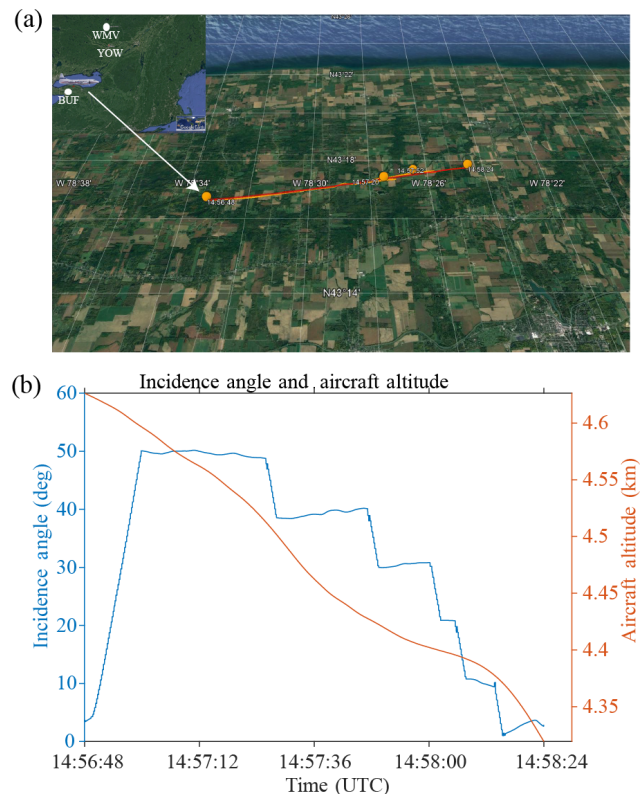 (a)
WMV
YOW
BUF
N43°22'
N43°18'
W 78°38'
W 78°34'
W 78°30'
W 78°26'
W 78°22'
14:56:48
14:57:28
14:58:24
N43°14'
(b)
Incidence angle and aircraft altitude
60
50
40
30
20
10
0
Incidence angle (deg)
4.6
4.55
4.5
4.45
4.4
4.35
Aircraft altitude (km)
14:56:48 14:57:12 14:57:36 14:58:00 14:58:24
Time (UTC)